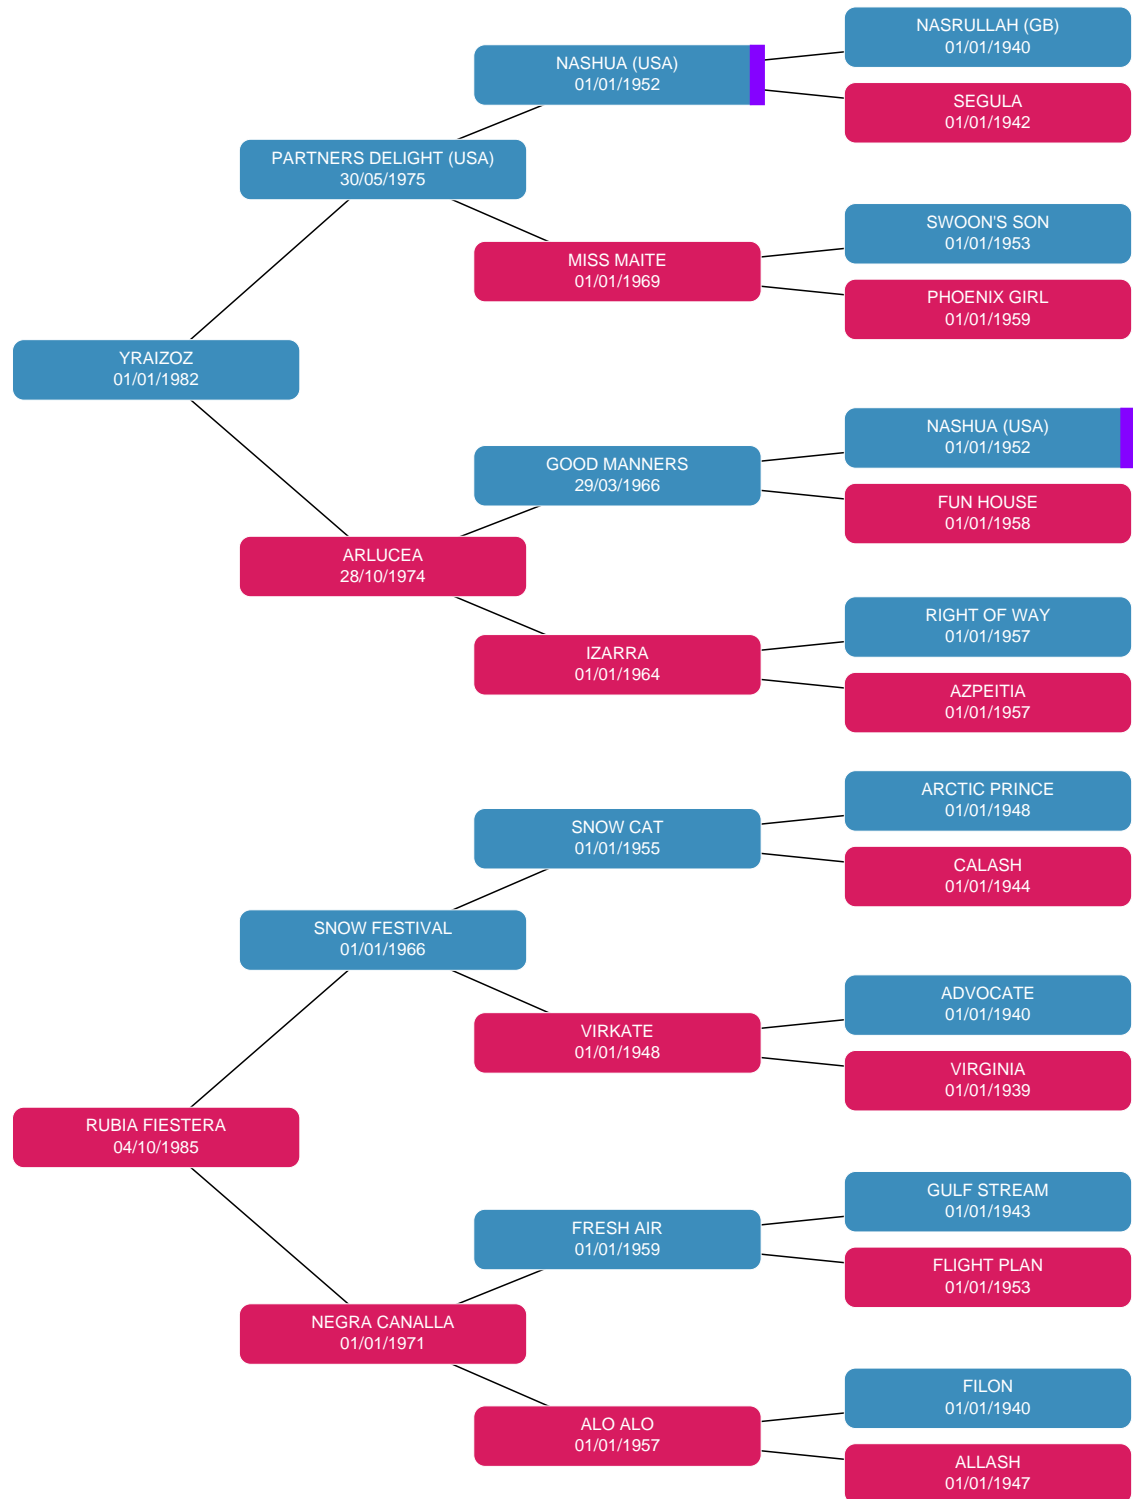 NASRULLAH (GB)
01/01/1940
NASHUA (USA)
01/01/1952
SEGULA
01/01/1942
PARTNERS DELIGHT (USA)
30/05/1975
SWOON'S SON
01/01/1953
MISS MAITE
01/01/1969
PHOENIX GIRL
01/01/1959
YRAIZOZ
01/01/1982
NASHUA (USA)
01/01/1952
GOOD MANNERS
29/03/1966
FUN HOUSE
01/01/1958
ARLUCEA
28/10/1974
RIGHT OF WAY
01/01/1957
IZARRA
01/01/1964
AZPEITIA
01/01/1957
ARCTIC PRINCE
01/01/1948
SNOW CAT
01/01/1955
CALASH
01/01/1944
SNOW FESTIVAL
01/01/1966
ADVOCATE
01/01/1940
VIRKATE
01/01/1948
VIRGINIA
01/01/1939
RUBIA FIESTERA
04/10/1985
GULF STREAM
01/01/1943
FRESH AIR
01/01/1959
FLIGHT PLAN
01/01/1953
NEGRA CANALLA
01/01/1971
FILON
01/01/1940
ALO ALO
01/01/1957
ALLASH
01/01/1947